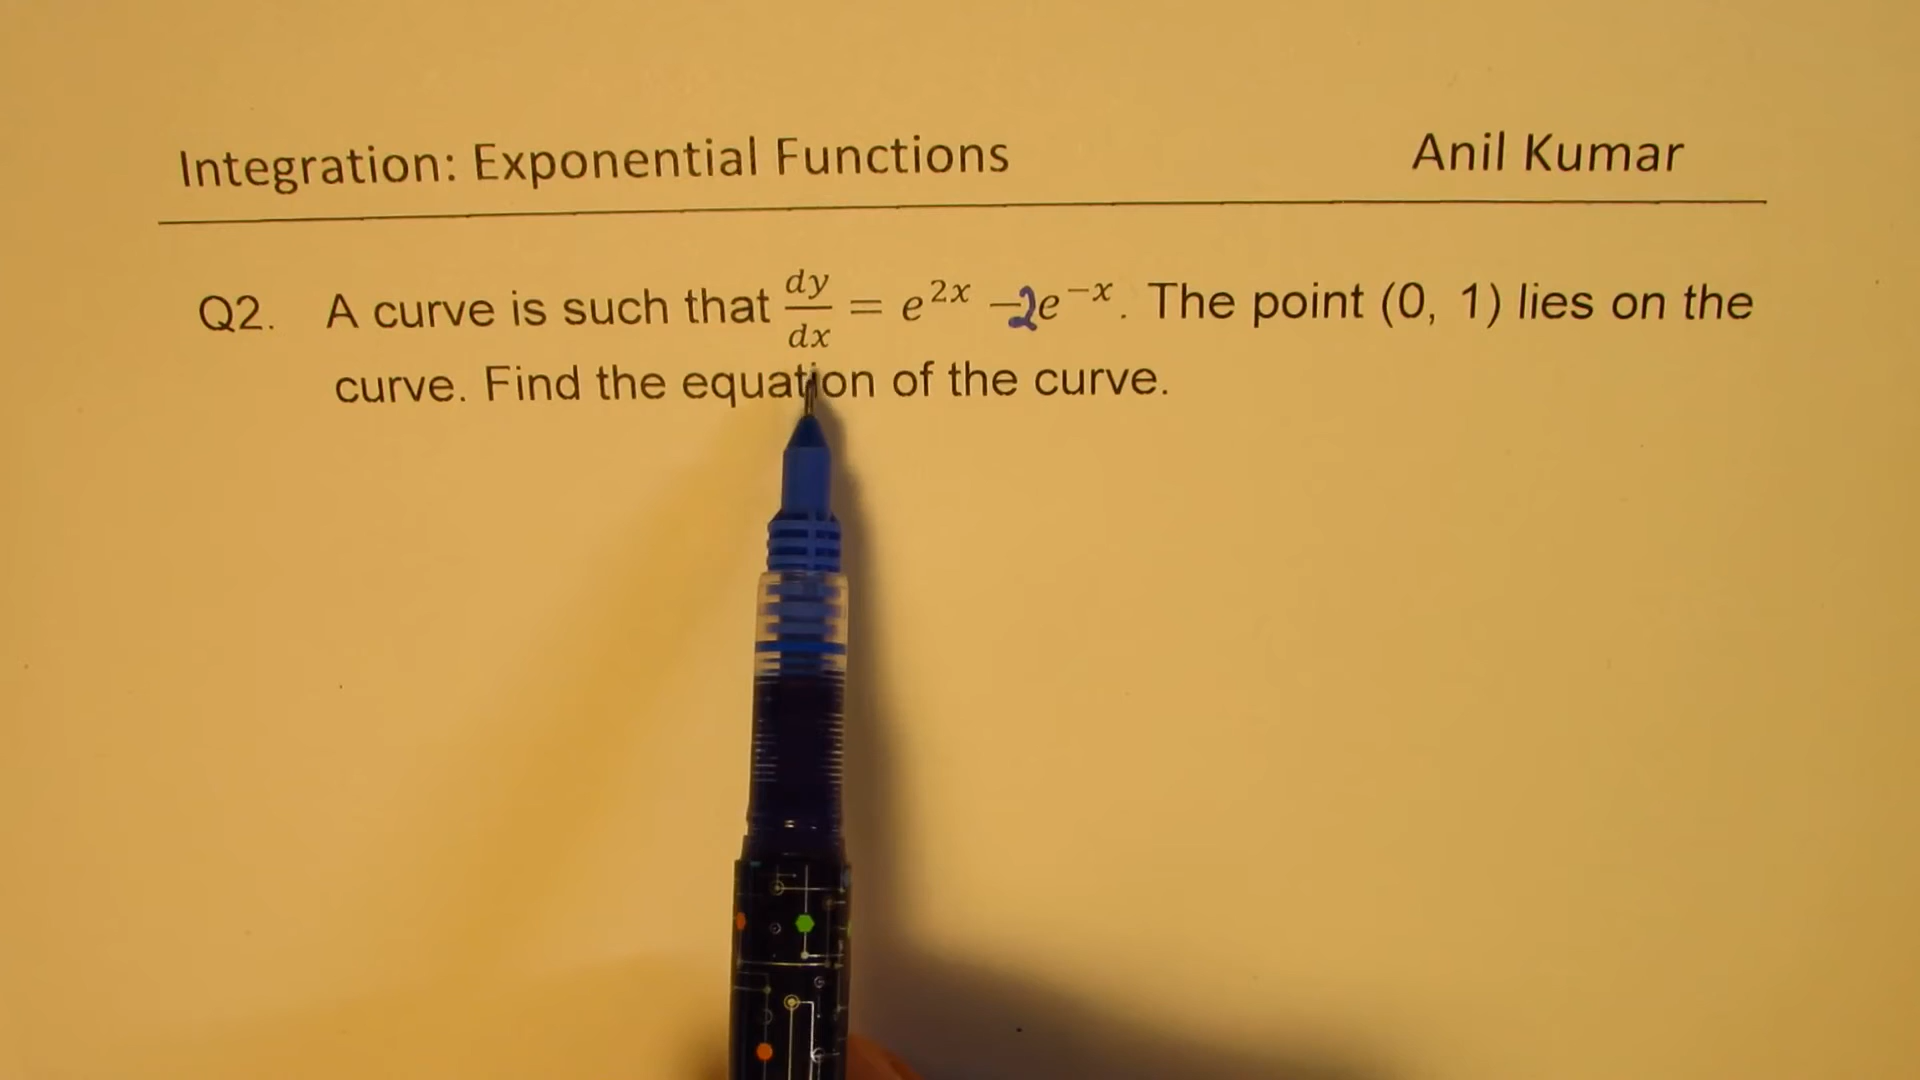 Integration: Exponential Functions Anil Kumar
Q2. A curve is such that dy/dx = e^{2x} -2e^{-x}. The point (0, 1) lies on the
curve. Find the equation of the curve.